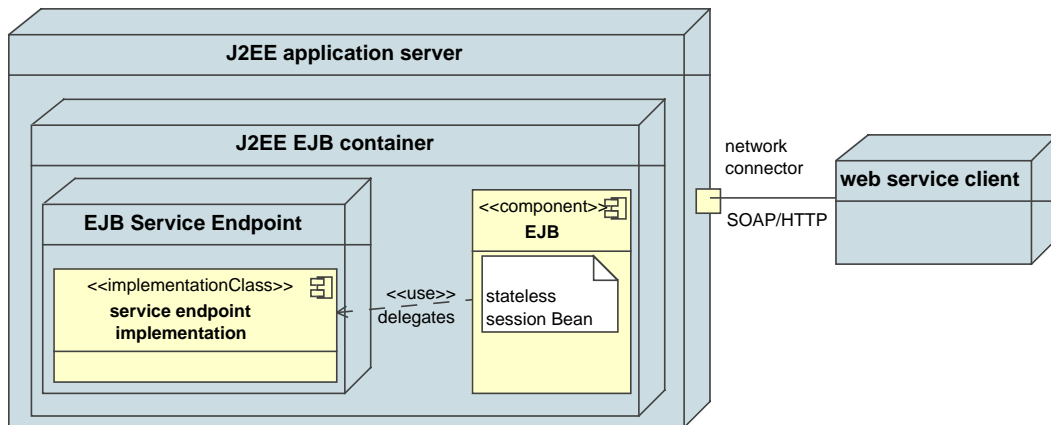 J2EE application server
J2EE EJB container
EJB Service Endpoint
<<implementationClass>>
service endpoint
implementation
<<use>>
delegates
<<component>>
EJB
stateless
session Bean
network
connector
SOAP/HTTP
web service client